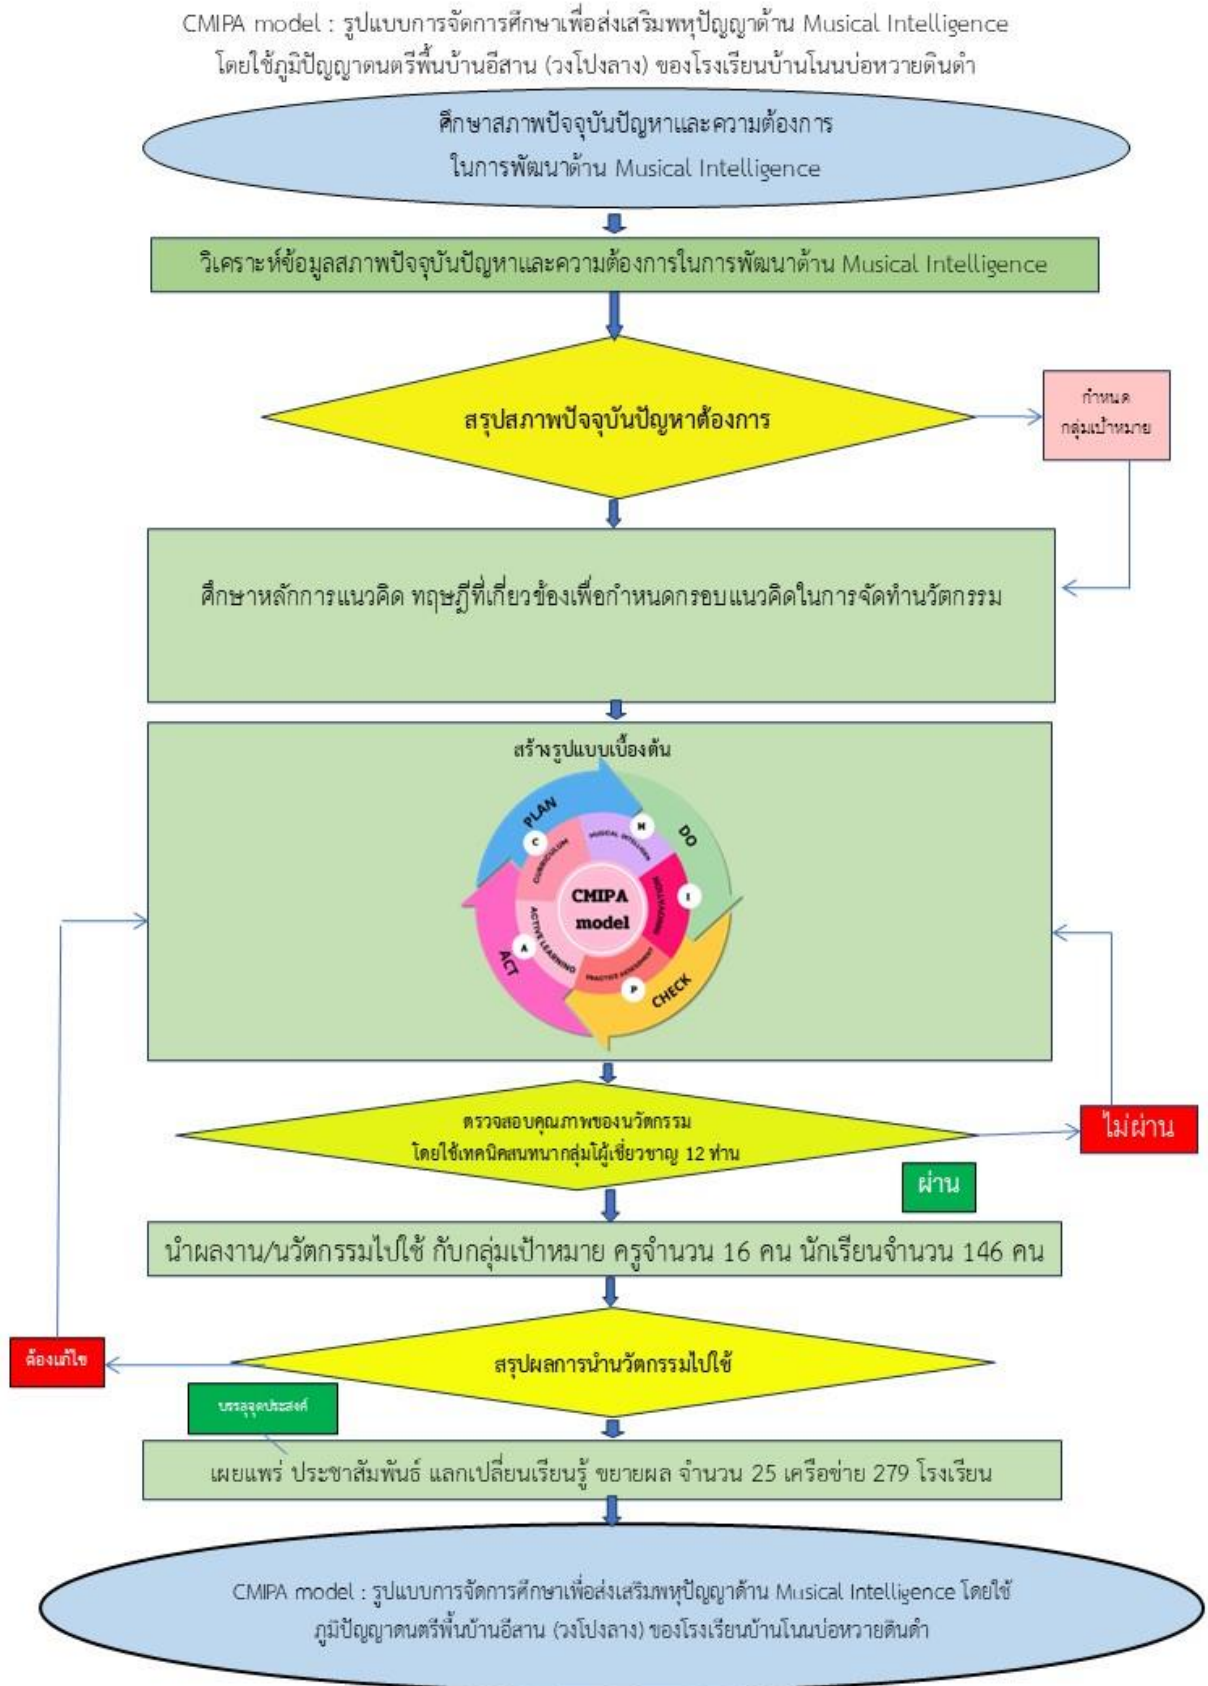 CMIPA model : รูปแบบการจัดการศึกษาเพื่อส่งเสริมพหุปัญญาด้าน Musical Intelligence
โดยใช้ภูมิปัญญาดนตรีพื้นบ้านอีสาน (วงโปงลาง) ของโรงเรียนบ้านโนนบ่อหวายดินดำ
ศึกษาสภาพปัจจุบันปัญหาและความต้องการ
ในการพัฒนาด้าน Musical Intelligence
วิเคราะห์ข้อมูลสภาพปัจจุบันปัญหาและความต้องการในการพัฒนาด้าน Musical Intelligence
สรุปสภาพปัจจุบันปัญหาต้องการ
กำหนด
กลุ่มเป้าหมาย
ศึกษาหลักการแนวคิด ทฤษฎีที่เกี่ยวข้องเพื่อกำหนดกรอบแนวคิดในการจัดทำนวัตกรรม
สร้างรูปแบบเบื้องต้น
PLAN
DO
CHECK
ACT
C
CURRICULUM
M
MUSICAL INTELLIGEN
I
INNOVATION
P
PRACTICE ASSESSMENT
A
ACTIVE LEARNING
CMIPA
model
ตรวจสอบคุณภาพของนวัตกรรม
โดยใช้เทคนิคสนทนากลุ่มโผู้เชี่ยวชาญ 12 ท่าน
ไม่ผ่าน
ผ่าน
นำผลงาน/นวัตกรรมไปใช้ กับกลุ่มเป้าหมาย ครูจำนวน 16 คน นักเรียนจำนวน 146 คน
ต้องแก้ไข
สรุปผลการนำนวัตกรรมไปใช้
บรรลุจุดประสงค์
เผยแพร่ ประชาสัมพันธ์ แลกเปลี่ยนเรียนรู้ ขยายผล จำนวน 25 เครือข่าย 279 โรงเรียน
CMIPA model : รูปแบบการจัดการศึกษาเพื่อส่งเสริมพหุปัญญาด้าน Musical Intelligence โดยใช้
ภูมิปัญญาดนตรีพื้นบ้านอีสาน (วงโปงลาง) ของโรงเรียนบ้านโนนบ่อหวายดินดำ